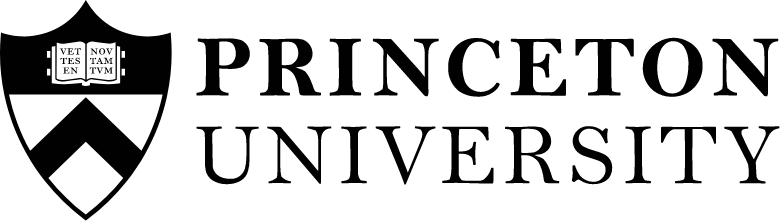 VET NOV
TES TAM
EN TVM
PRINCETON
UNIVERSITY